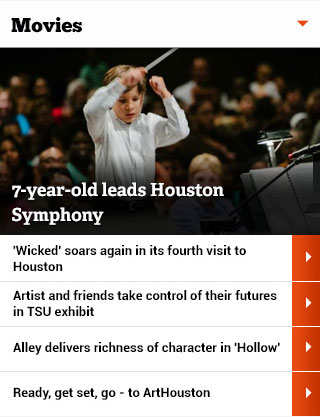 Movies
7-year-old leads Houston
Symphony
'Wicked' soars again in its fourth visit to
Houston
Artist and friends take control of their futures
in TSU exhibit
Alley delivers richness of character in 'Hollow'
Ready, get set, go - to ArtHouston